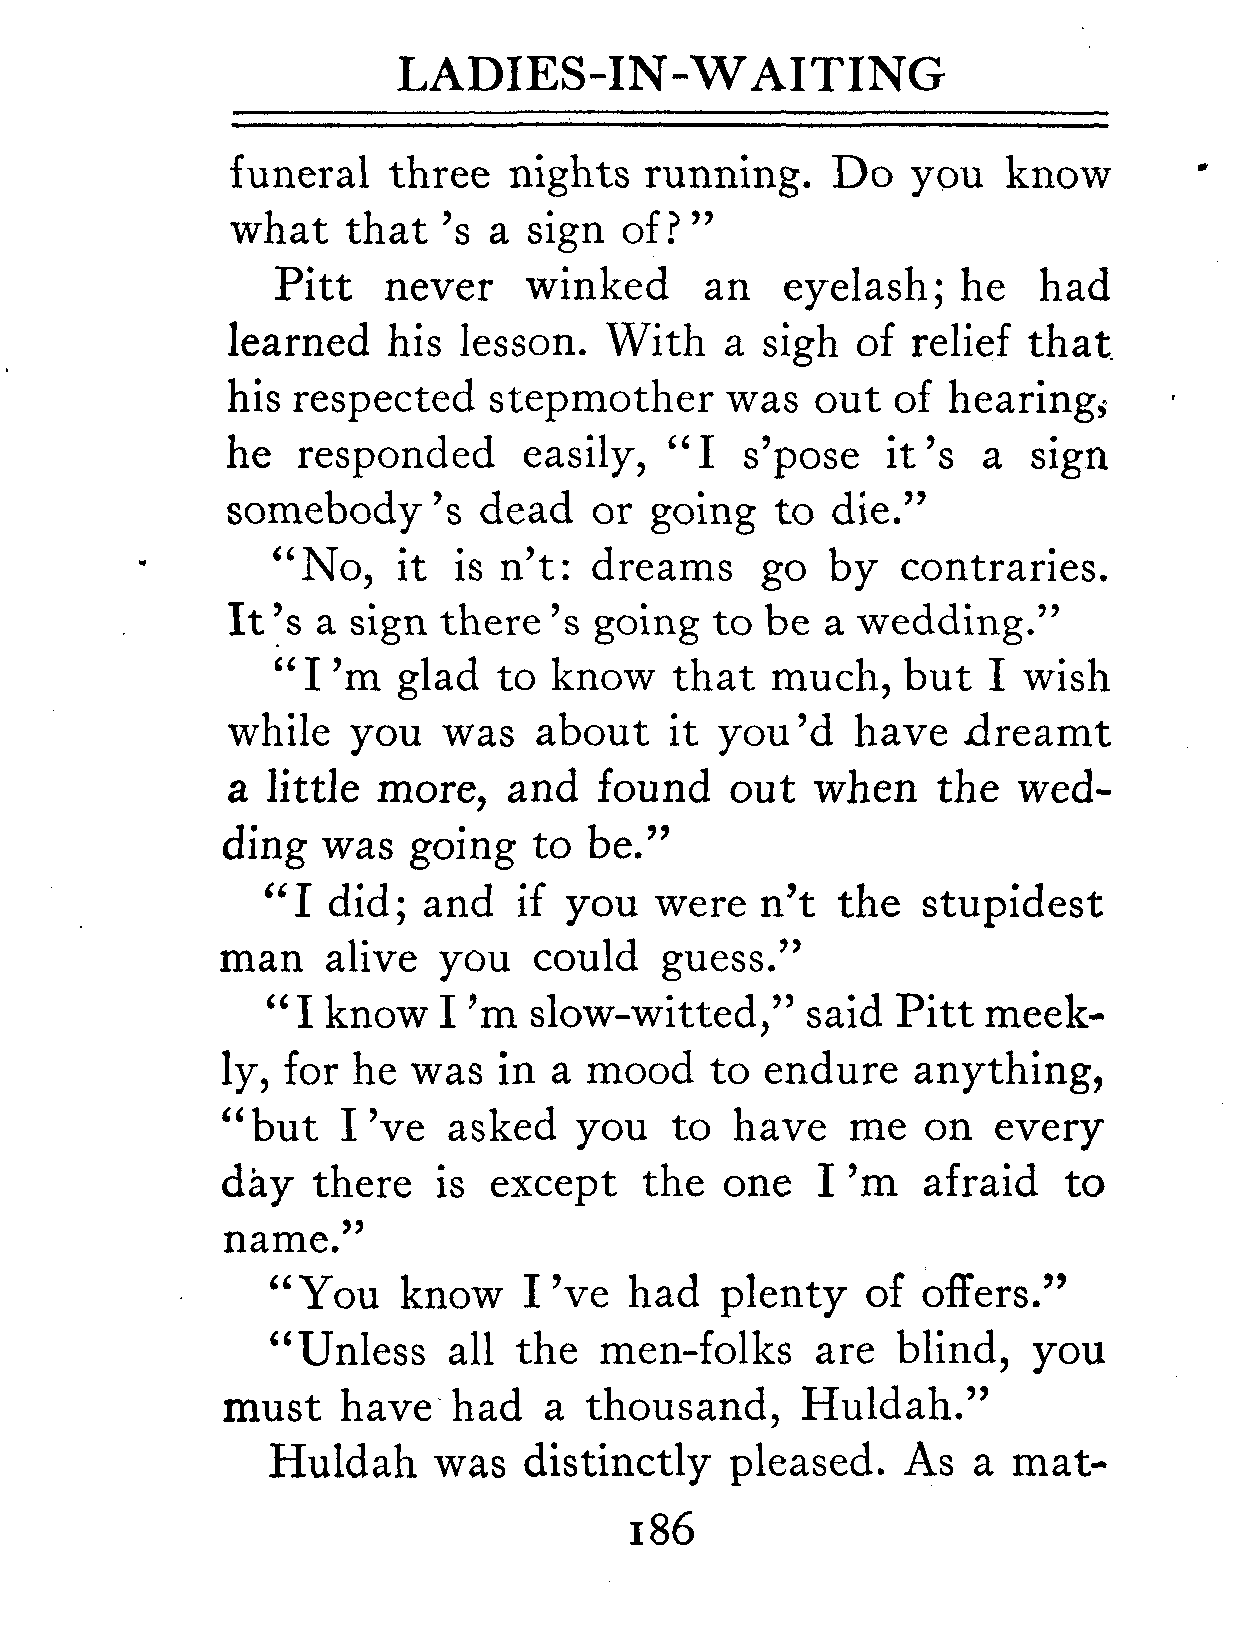 LADIES-IN-WAITING
funeral three nights running. Do you know
what that 's a sign of?"
Pitt never winked an eyelash; he had
learned his lesson. With a sigh of relief that
his respected stepmother was out of hearing,
he responded easily, "I s'pose it 's a sign
somebody 's dead or going to die."
"No, it is n't: dreams go by contraries.
It 's a sign there 's going to be a wedding."
"I 'm glad to know that much, but I wish
while you was about it you 'd have dreamt
a little more, and found out when the wed-
ding was going to be."
"I did; and if you were n't the stupidest
man alive you could guess."
"I know I 'm slow-witted," said Pitt meek-
ly, for he was in a mood to endure anything,
"but I 've asked you to have me on every
day there is except the one I 'm afraid to
name."
"You know I 've had plenty of offers."
"Unless all the men-folks are blind, you
must have had a thousand, Huldah."
Huldah was distinctly pleased. As a mat-
186